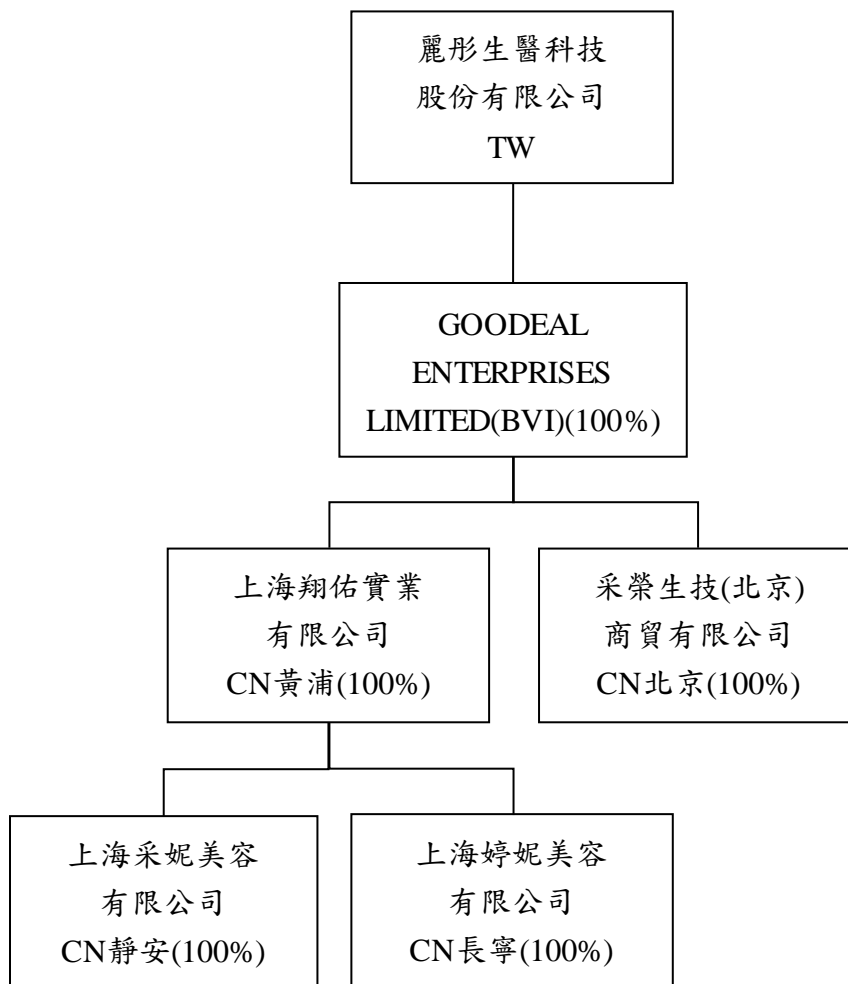 麗彤生醫科技
股份有限公司
TW
GOODEAL
ENTERPRISES
LIMITED(BVI)(100%)
上海翔佑實業
有限公司
CN黃浦(100%)
采榮生技(北京)
商貿有限公司
CN北京(100%)
上海采妮美容
有限公司
CN靜安(100%)
上海婷妮美容
有限公司
CN長寧(100%)